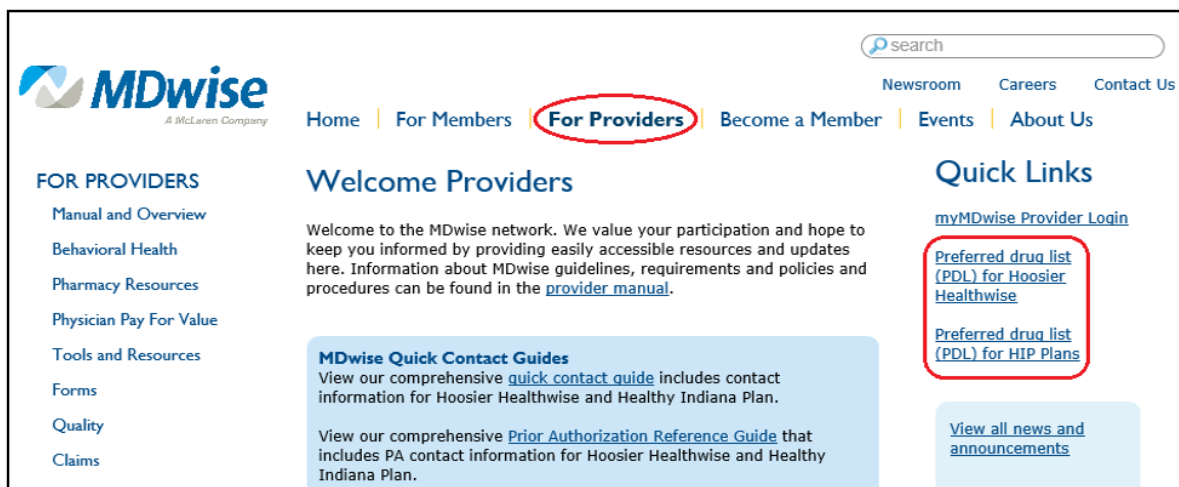 search
Newsroom Careers Contact Us
MDwise
A McLaren Company
Home For Members For Providers Become a Member Events About Us
FOR PROVIDERS
Manual and Overview
Behavioral Health
Pharmacy Resources
Physician Pay For Value
Tools and Resources
Forms
Quality
Claims
Welcome Providers
Welcome to the MDwise network. We value your participation and hope to
keep you informed by providing easily accessible resources and updates
here. Information about MDwise guidelines, requirements and policies and
procedures can be found in the provider manual.
MDwise Quick Contact Guides
View our comprehensive quick contact guide includes contact
information for Hoosier Healthwise and Healthy Indiana Plan.
View our comprehensive Prior Authorization Reference Guide that
includes PA contact information for Hoosier Healthwise and Healthy
Indiana Plan.
Quick Links
myMDwise Provider Login
Preferred drug list
(PDL) for Hoosier
Healthwise
Preferred drug list
(PDL) for HIP Plans
View all news and
announcements